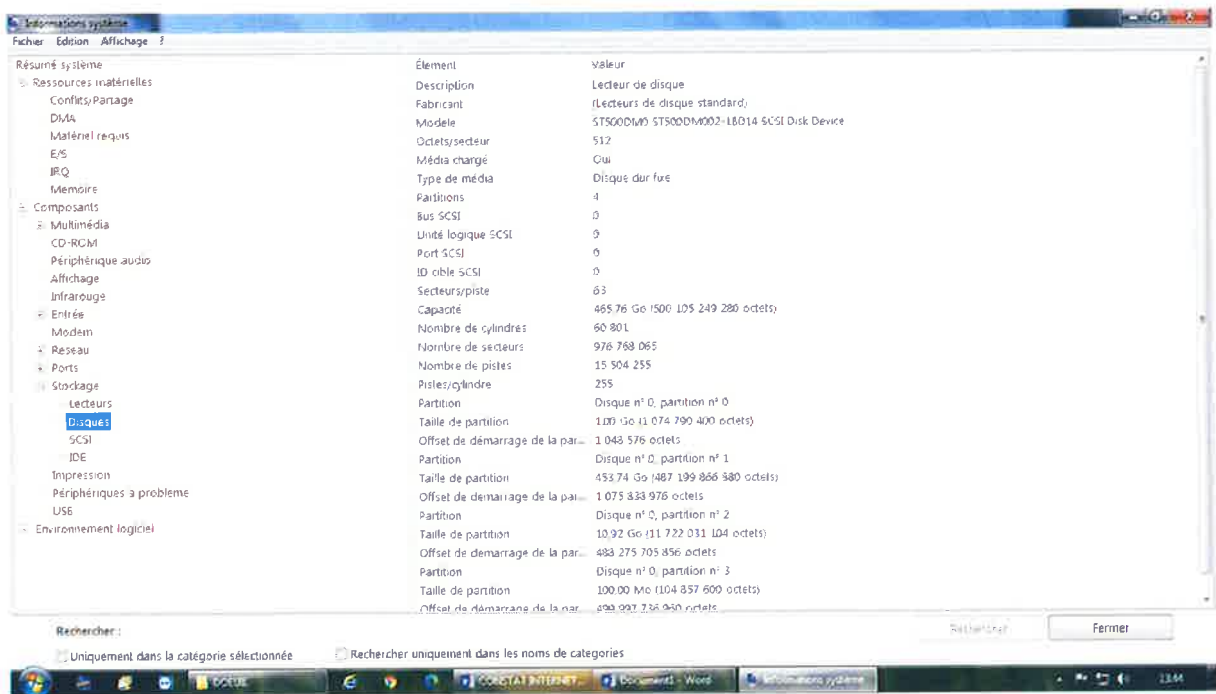 Informations système
Fichier Edition Affichage ?
Résumé système
Ressources matérielles
Conflits/Partage
DMA
Matériel requis
E/S
IRQ
Memoire
Composants
Multimédia
CD-ROM
Périphérique audio
Affichage
Infrarouge
Entrée
Modem
Reseau
Ports
Stockage
Lecteurs
Disques
SCSI
IDE
Impression
Périphériques a probleme
USB
Environnement logiciel
Élement Valeur
Description Lecteur de disque
Fabricant (Lecteurs de disque standard)
Modele ST500DM0 ST500DM002-1BD14 SCSI Disk Device
Octets/secteur 512
Média chargé Oui
Type de média Disque dur fixe
Partitions 4
Bus SCSI 0
Unité logique SCSI 0
Port SCSI 0
ID cible SCSI 0
Secteurs/piste 63
Capacité 465,76 Go (500 105 249 280 octets)
Nombre de cylindres 60 801
Nombre de secteurs 976 768 065
Nombre de pistes 15 504 255
Pistes/cylindre 255
Partition Disque n° 0, partition n° 0
Taille de partition 1,00 Go (1 074 790 400 octets)
Offset de démarrage de la par... 1 048 576 octets
Partition Disque n° 0, partition n° 1
Taille de partition 453,74 Go (487 199 866 880 octets)
Offset de demarrage de la par... 1 075 838 976 octets
Partition Disque n° 0, partition n° 2
Taille de partition 10,92 Go (11 722 031 104 octets)
Offset de demarrage de la par... 488 275 705 856 octets
Partition Disque n° 0, partition n° 3
Taille de partition 100,00 Mo (104 857 600 octets)
Offset de démarrage de la par... 499 997 736 960 octets
Rechercher :
Rechercher
Fermer
Uniquement dans la catégorie sélectionnée
Rechercher uniquement dans les noms de categories
CONSTAT INTERNET...
Document1 - Word
Informations système
13:44